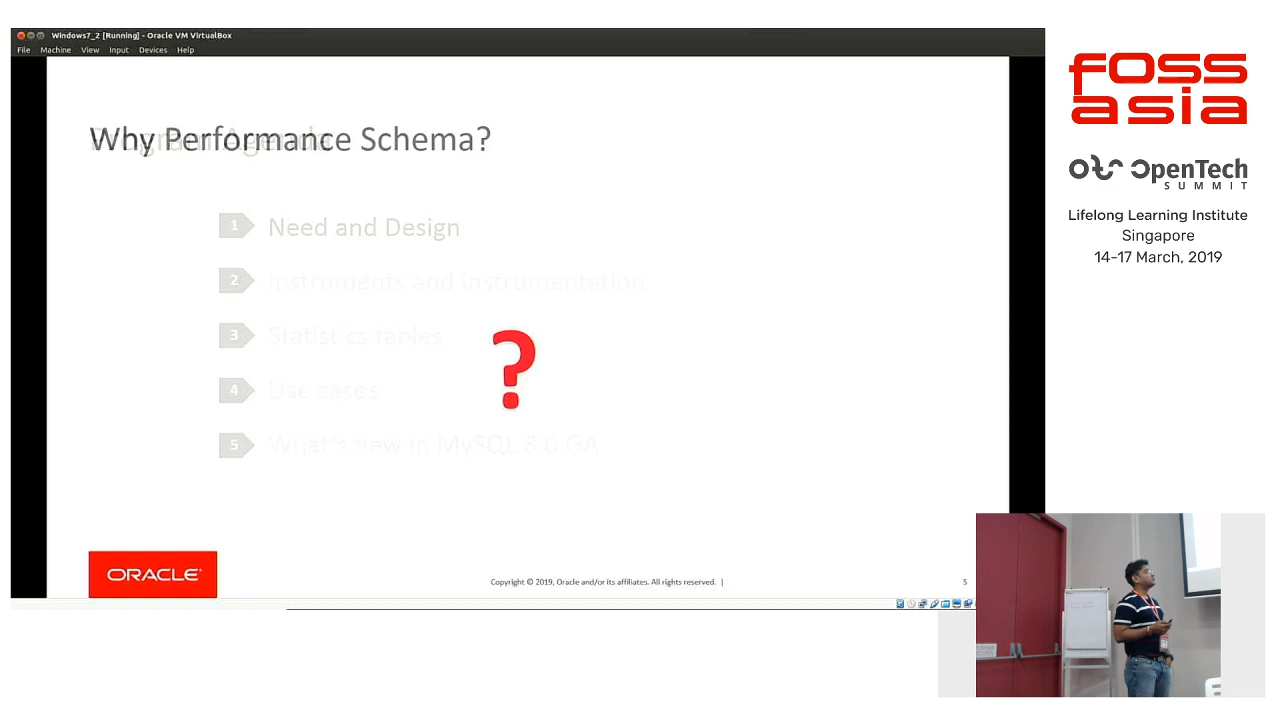 Windows7_2 [Running] - Oracle VM VirtualBox
File Machine View Input Devices Help
Program Agenda
Why Performance Schema?
1 Need and Design
2 Instruments and instrumentation
3 Statistics tables
4 Use cases
5 What's new in MySQL 8.0 GA
?
ORACLE
Copyright © 2019, Oracle and/or its affiliates. All rights reserved. |
5
fOSS
asia
OpenTech
SUMMIT
Lifelong Learning Institute
Singapore
14-17 March, 2019